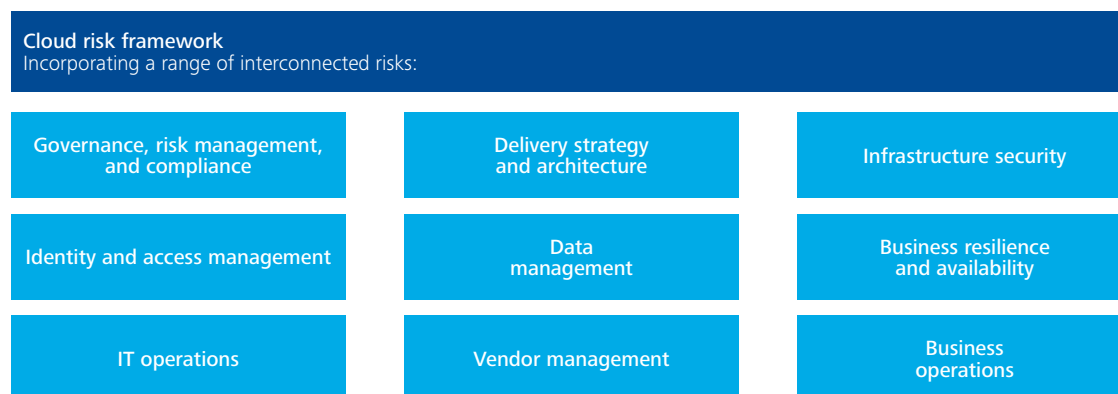 Cloud risk framework
Incorporating a range of interconnected risks:
Governance, risk management,
and compliance
Delivery strategy
and architecture
Infrastructure security
Identity and access management
Data
management
Business resilience
and availability
IT operations
Vendor management
Business
operations